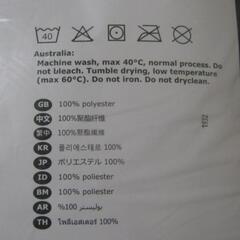 40
Australia:
Machine wash, max 40°C, normal process. Do
not bleach. Tumble drying, low temperature
(max 60°C). Do not iron. Do not dryclean.
GB 100% polyester
中文 100%聚酯纤维
繁中 100%聚酯纖維
KR 폴리에스테르 100%
JP ポリエステル 100%
ID 100% poliester
BM 100% poliester
AR بوليستر 100%
TH โพลีเอสเตอร์ 100%
1932